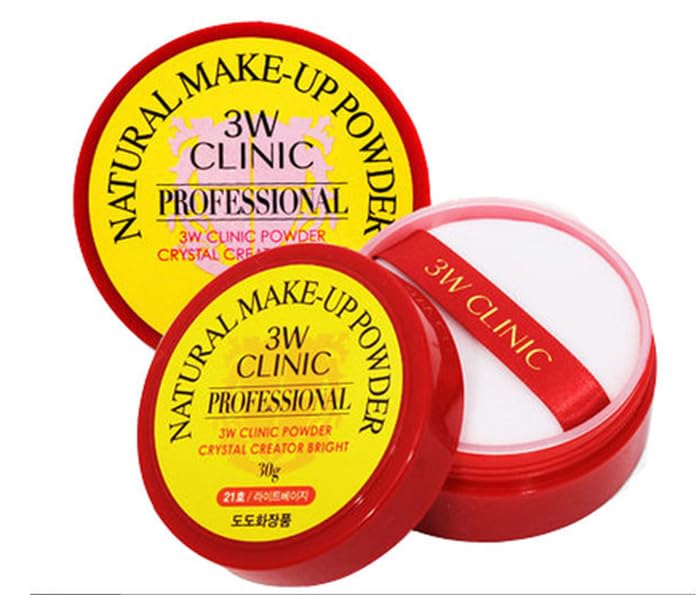 NATURAL MAKE-UP POWDER
3W
CLINIC
PROFESSIONAL
3W CLINIC POWDER
CRYSTAL
3W CLINIC
NATURAL MAKE-UP POWDER
3W
CLINIC
PROFESSIONAL
3W CLINIC POWDER
CRYSTAL CREATOR BRIGHT
30g
21호 / 라이트베이지
도도화장품